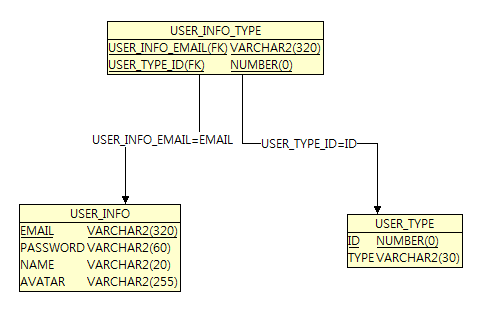 USER_INFO_TYPE
USER_INFO_EMAIL(FK) VARCHAR2(320)
USER_TYPE_ID(FK) NUMBER(0)
USER_INFO_EMAIL=EMAIL
USER_TYPE_ID=ID
USER_INFO
EMAIL VARCHAR2(320)
PASSWORD VARCHAR2(60)
NAME VARCHAR2(20)
AVATAR VARCHAR2(255)
USER_TYPE
ID NUMBER(0)
TYPE VARCHAR2(30)